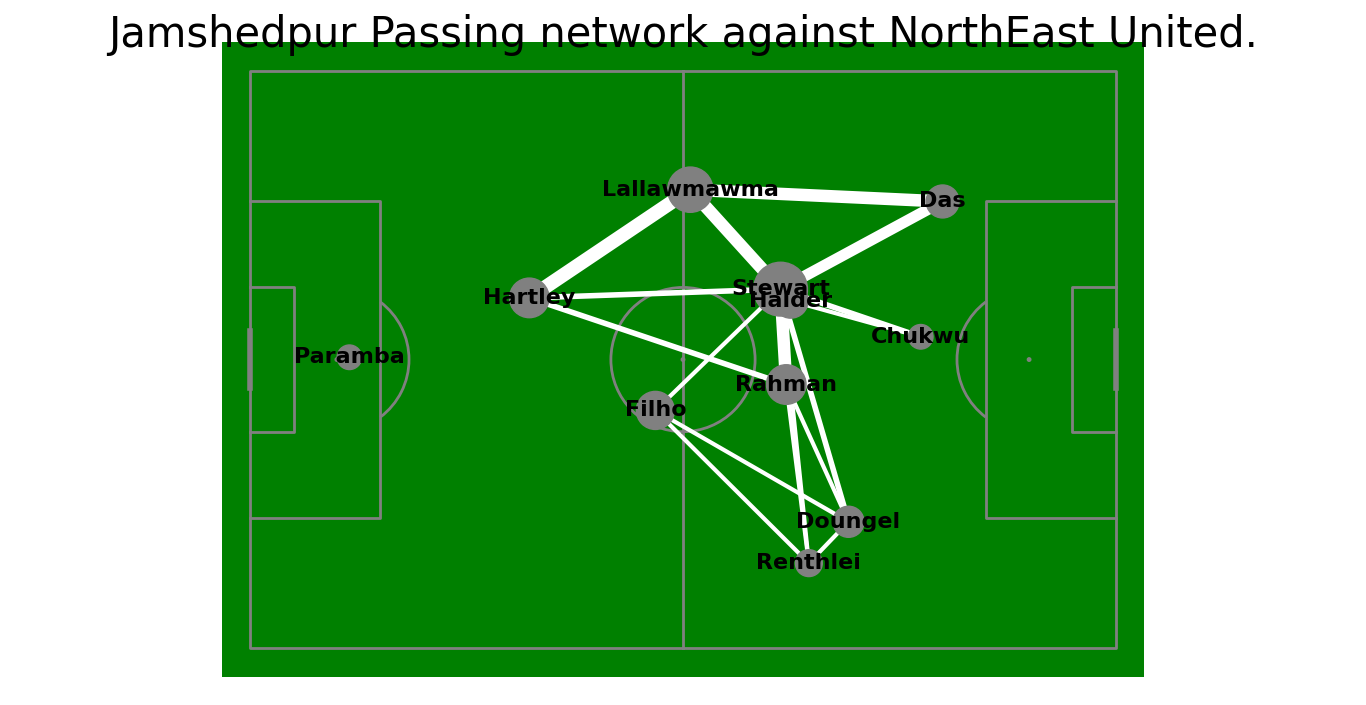 Jamshedpur Passing network against NorthEast United.
Lallawmawma
Das
Stewart
Hartley
Halder
Chukwu
Paramba
Rahman
Filho
Doungel
Renthlei